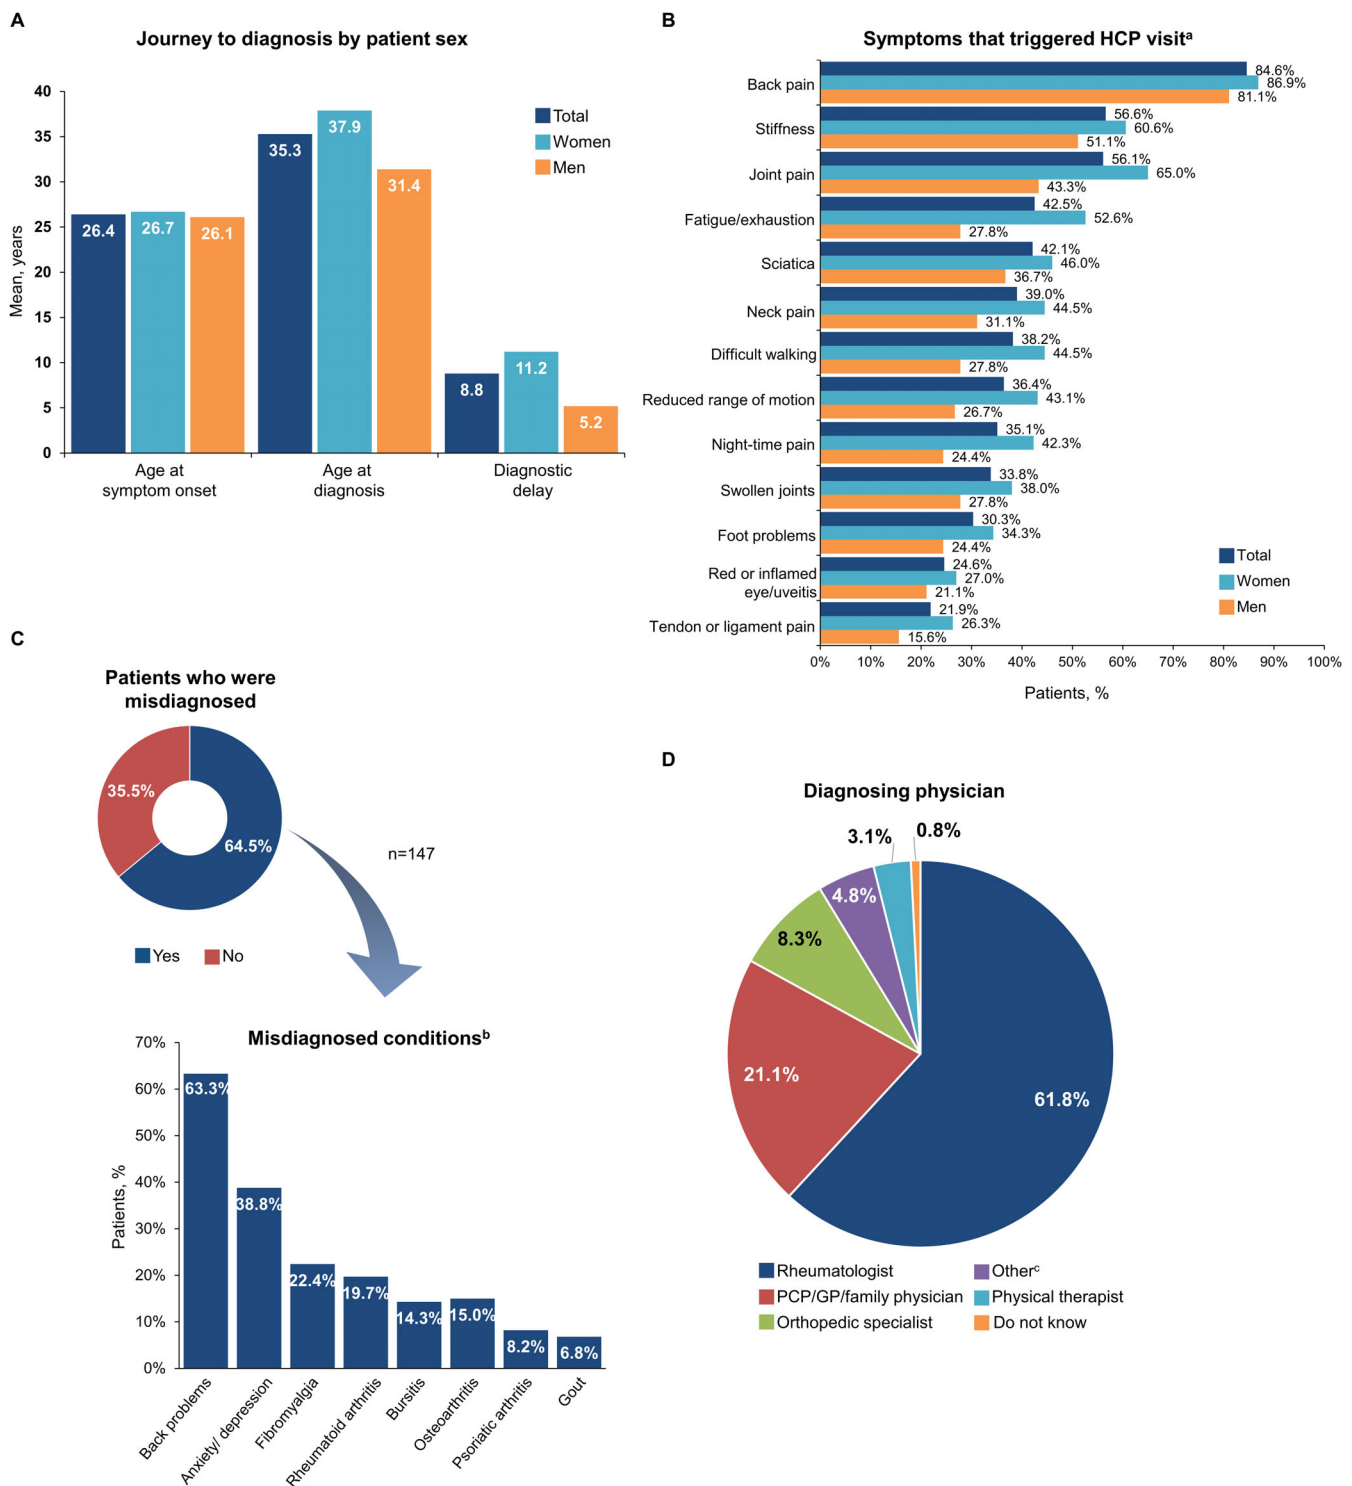 A
Journey to diagnosis by patient sex
Mean, years
40
35
30
25
20
15
10
5
0
26.4
26.7
26.1
35.3
37.9
31.4
8.8
11.2
5.2
Total
Women
Men
Age at
symptom onset
Age at
diagnosis
Diagnostic
delay
B
Symptoms that triggered HCP visitᵃ
Back pain
84.6%
86.9%
81.1%
Stiffness
56.6%
60.6%
51.1%
Joint pain
56.1%
65.0%
43.3%
Fatigue/exhaustion
42.5%
52.6%
27.8%
Sciatica
42.1%
46.0%
36.7%
Neck pain
39.0%
44.5%
31.1%
Difficult walking
38.2%
44.5%
27.8%
Reduced range of motion
36.4%
43.1%
26.7%
Night-time pain
35.1%
42.3%
24.4%
Swollen joints
33.8%
38.0%
27.8%
Foot problems
30.3%
34.3%
24.4%
Red or inflamed
eye/uveitis
24.6%
27.0%
21.1%
Tendon or ligament pain
21.9%
26.3%
15.6%
Total
Women
Men
0% 10% 20% 30% 40% 50% 60% 70% 80% 90% 100%
Patients, %
C
Patients who were
misdiagnosed
35.5%
64.5%
n=147
Yes No
Misdiagnosed conditionsᵇ
Patients, %
70%
60%
50%
40%
30%
20%
10%
0%
63.3%
38.8%
22.4%
19.7%
14.3%
15.0%
8.2%
6.8%
Back problems
Anxiety/ depression
Fibromyalgia
Rheumatoid arthritis
Bursitis
Osteoarthritis
Psoriatic arthritis
Gout
D
Diagnosing physician
3.1%
0.8%
4.8%
8.3%
21.1%
61.8%
Rheumatologist
PCP/GP/family physician
Orthopedic specialist
Otherᶜ
Physical therapist
Do not know